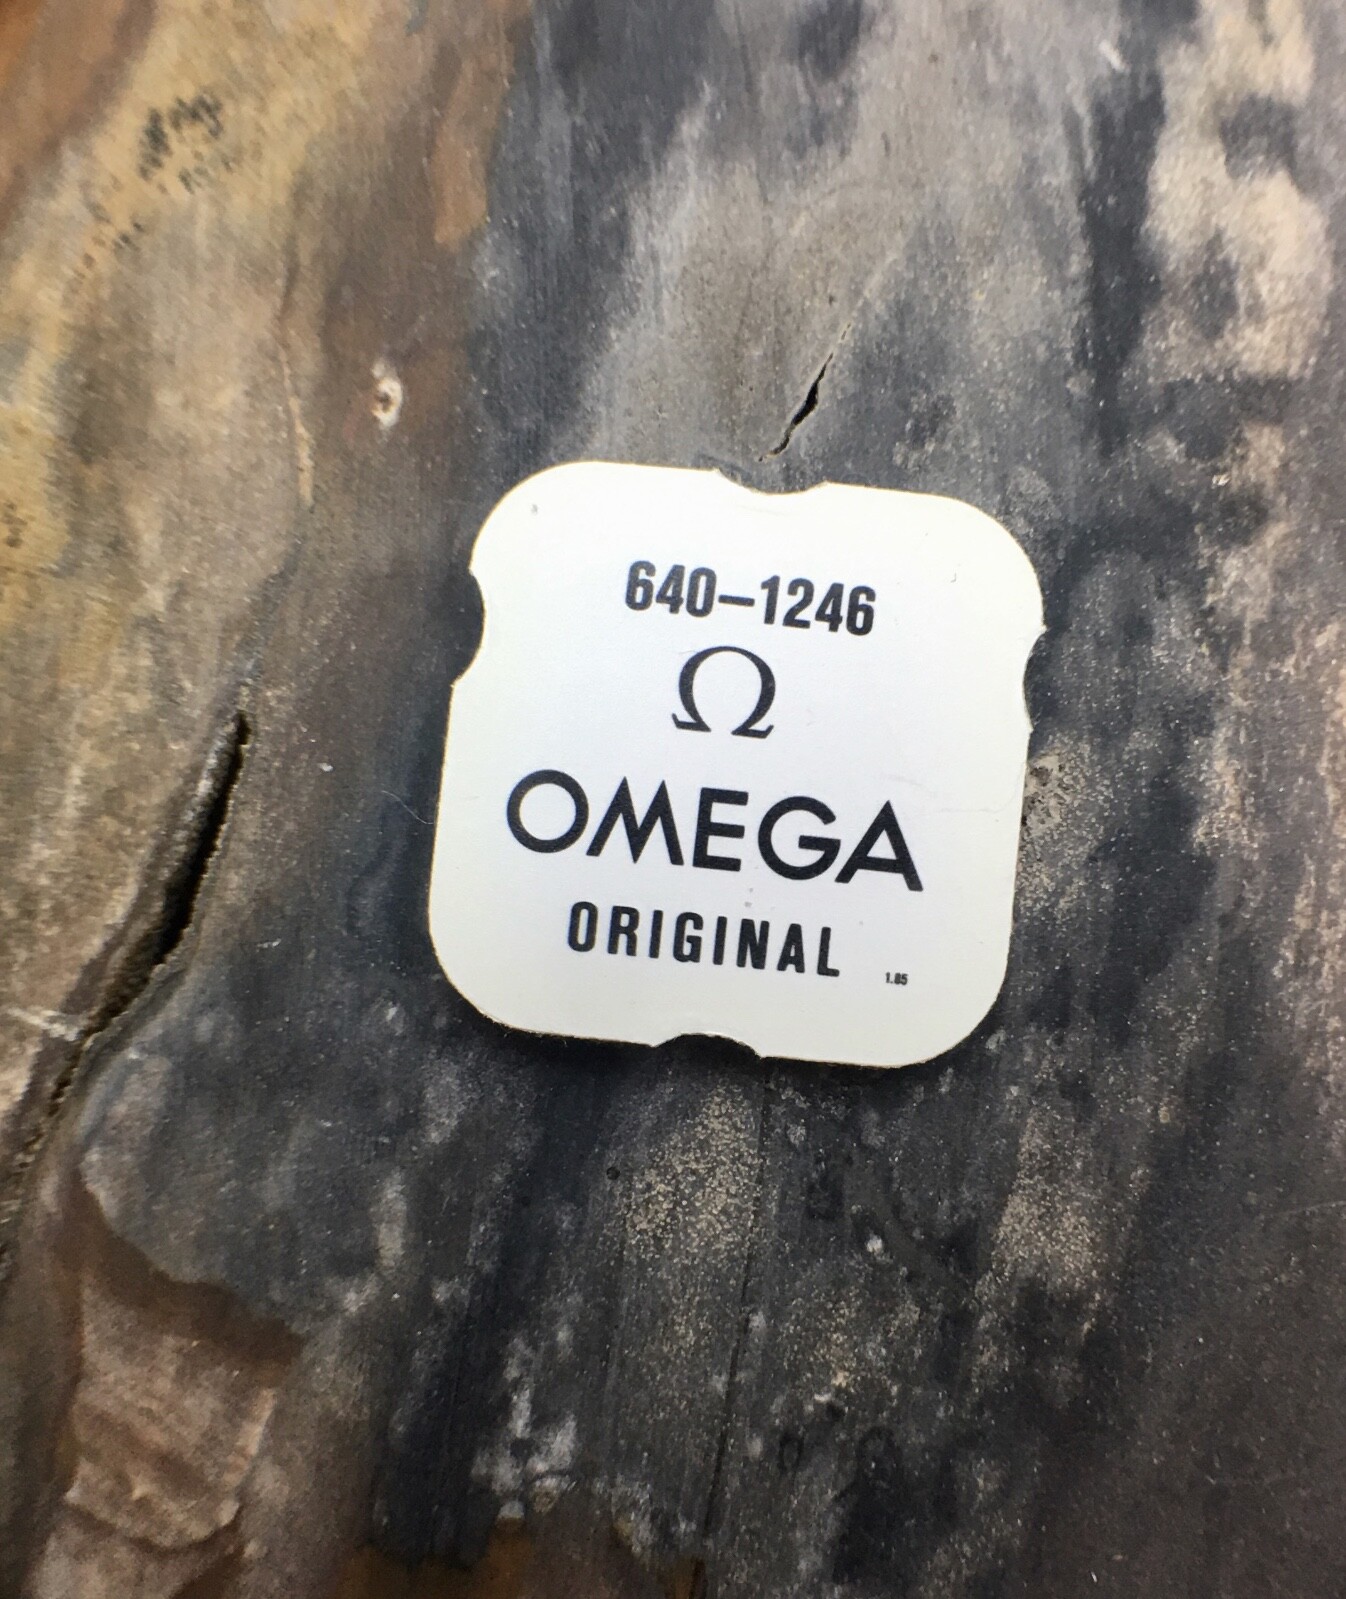 640–1246
Ω
OMEGA
ORIGINAL
1.85